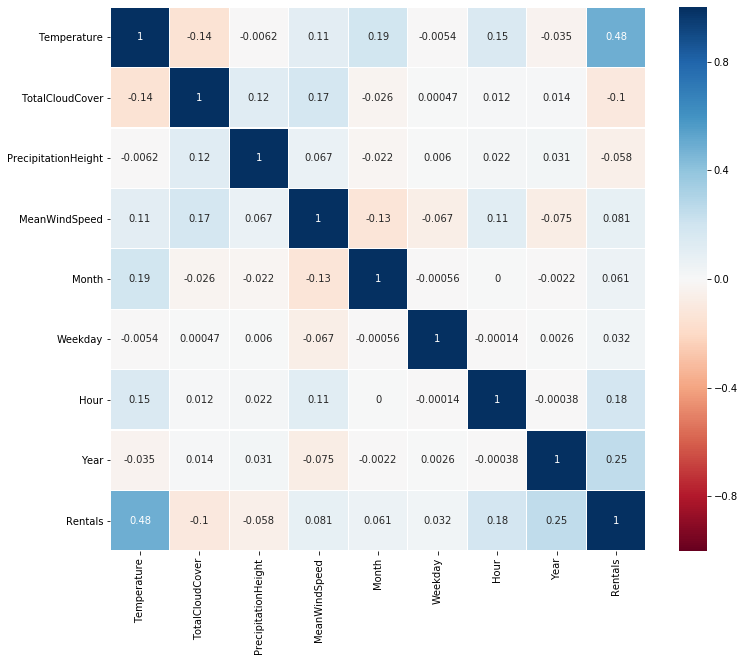 Temperature 1 -0.14 -0.0062 0.11 0.19 -0.0054 0.15 -0.035 0.48
TotalCloudCover -0.14 1 0.12 0.17 -0.026 0.00047 0.012 0.014 -0.1
PrecipitationHeight -0.0062 0.12 1 0.067 -0.022 0.006 0.022 0.031 -0.058
MeanWindSpeed 0.11 0.17 0.067 1 -0.13 -0.067 0.11 -0.075 0.081
Month 0.19 -0.026 -0.022 -0.13 1 -0.00056 0 -0.0022 0.061
Weekday -0.0054 0.00047 0.006 -0.067 -0.00056 1 -0.00014 0.0026 0.032
Hour 0.15 0.012 0.022 0.11 0 -0.00014 1 -0.00038 0.18
Year -0.035 0.014 0.031 -0.075 -0.0022 0.0026 -0.00038 1 0.25
Rentals 0.48 -0.1 -0.058 0.081 0.061 0.032 0.18 0.25 1
Temperature
TotalCloudCover
PrecipitationHeight
MeanWindSpeed
Month
Weekday
Hour
Year
Rentals
0.8
0.4
0.0
-0.4
-0.8